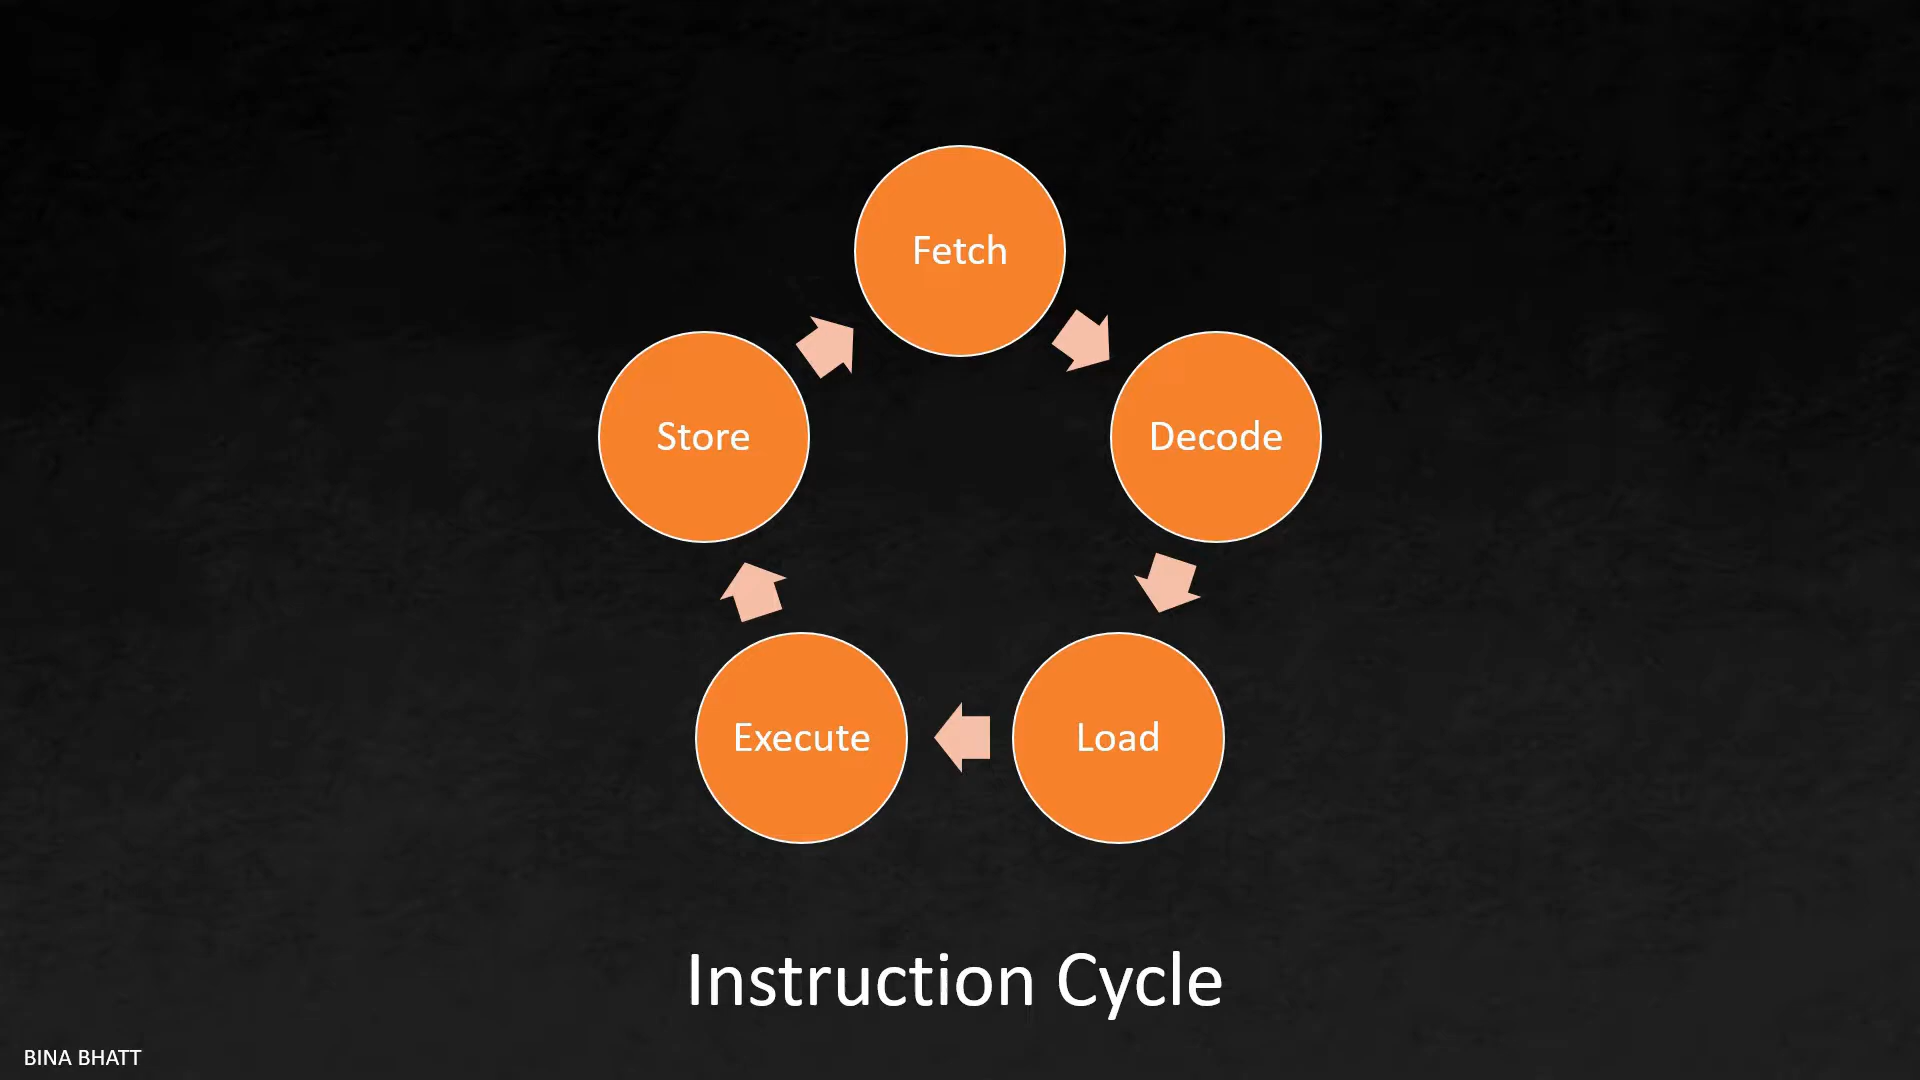 Fetch
Decode
Load
Execute
Store
Instruction Cycle
BINA BHATT